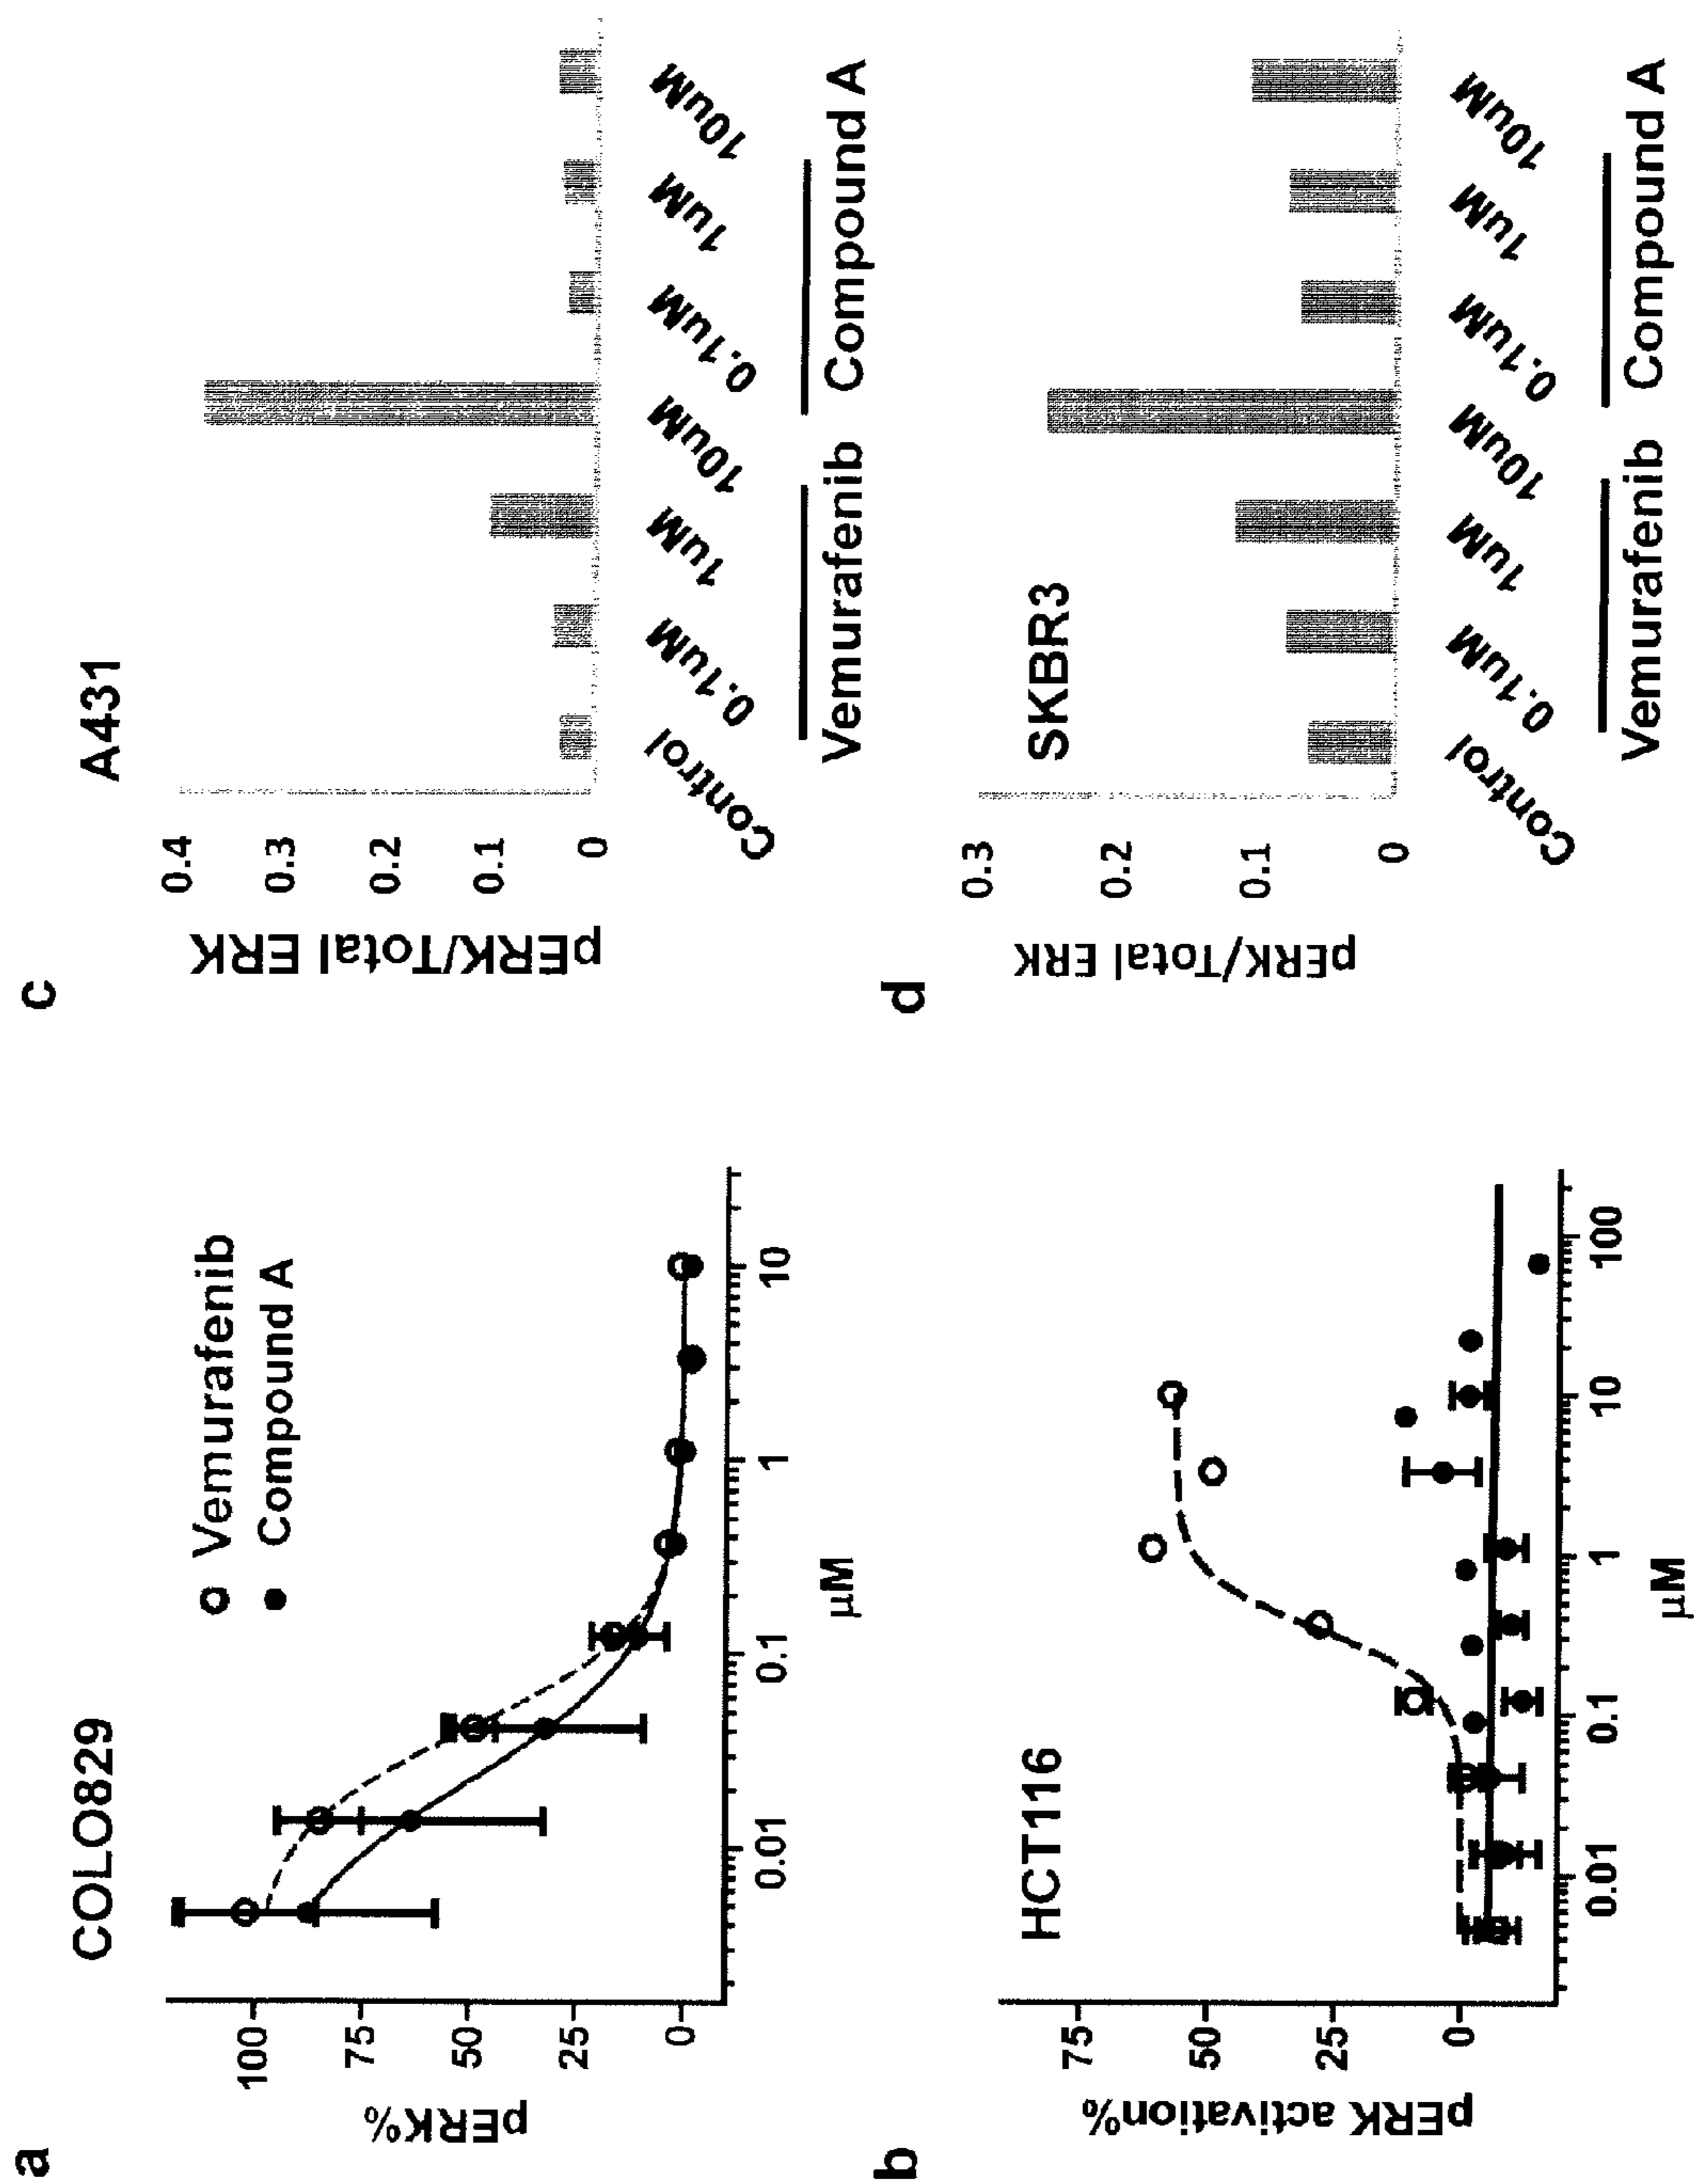 a
COLO829
pERK%
100
75
50
25
0
Vemurafenib
Compound A
0.01
0.1
1
10
µM
b
HCT116
pERK activation%
75
50
25
0
0.01
0.1
1
10
100
µM
c
A431
pERK/Total ERK
0.4
0.3
0.2
0.1
0
Control
0.1uM
1uM
10uM
0.1uM
1uM
10uM
Vemurafenib
Compound A
d
SKBR3
pERK/Total ERK
0.3
0.2
0.1
0
Control
0.1uM
1uM
10uM
0.1uM
1uM
10uM
Vemurafenib
Compound A